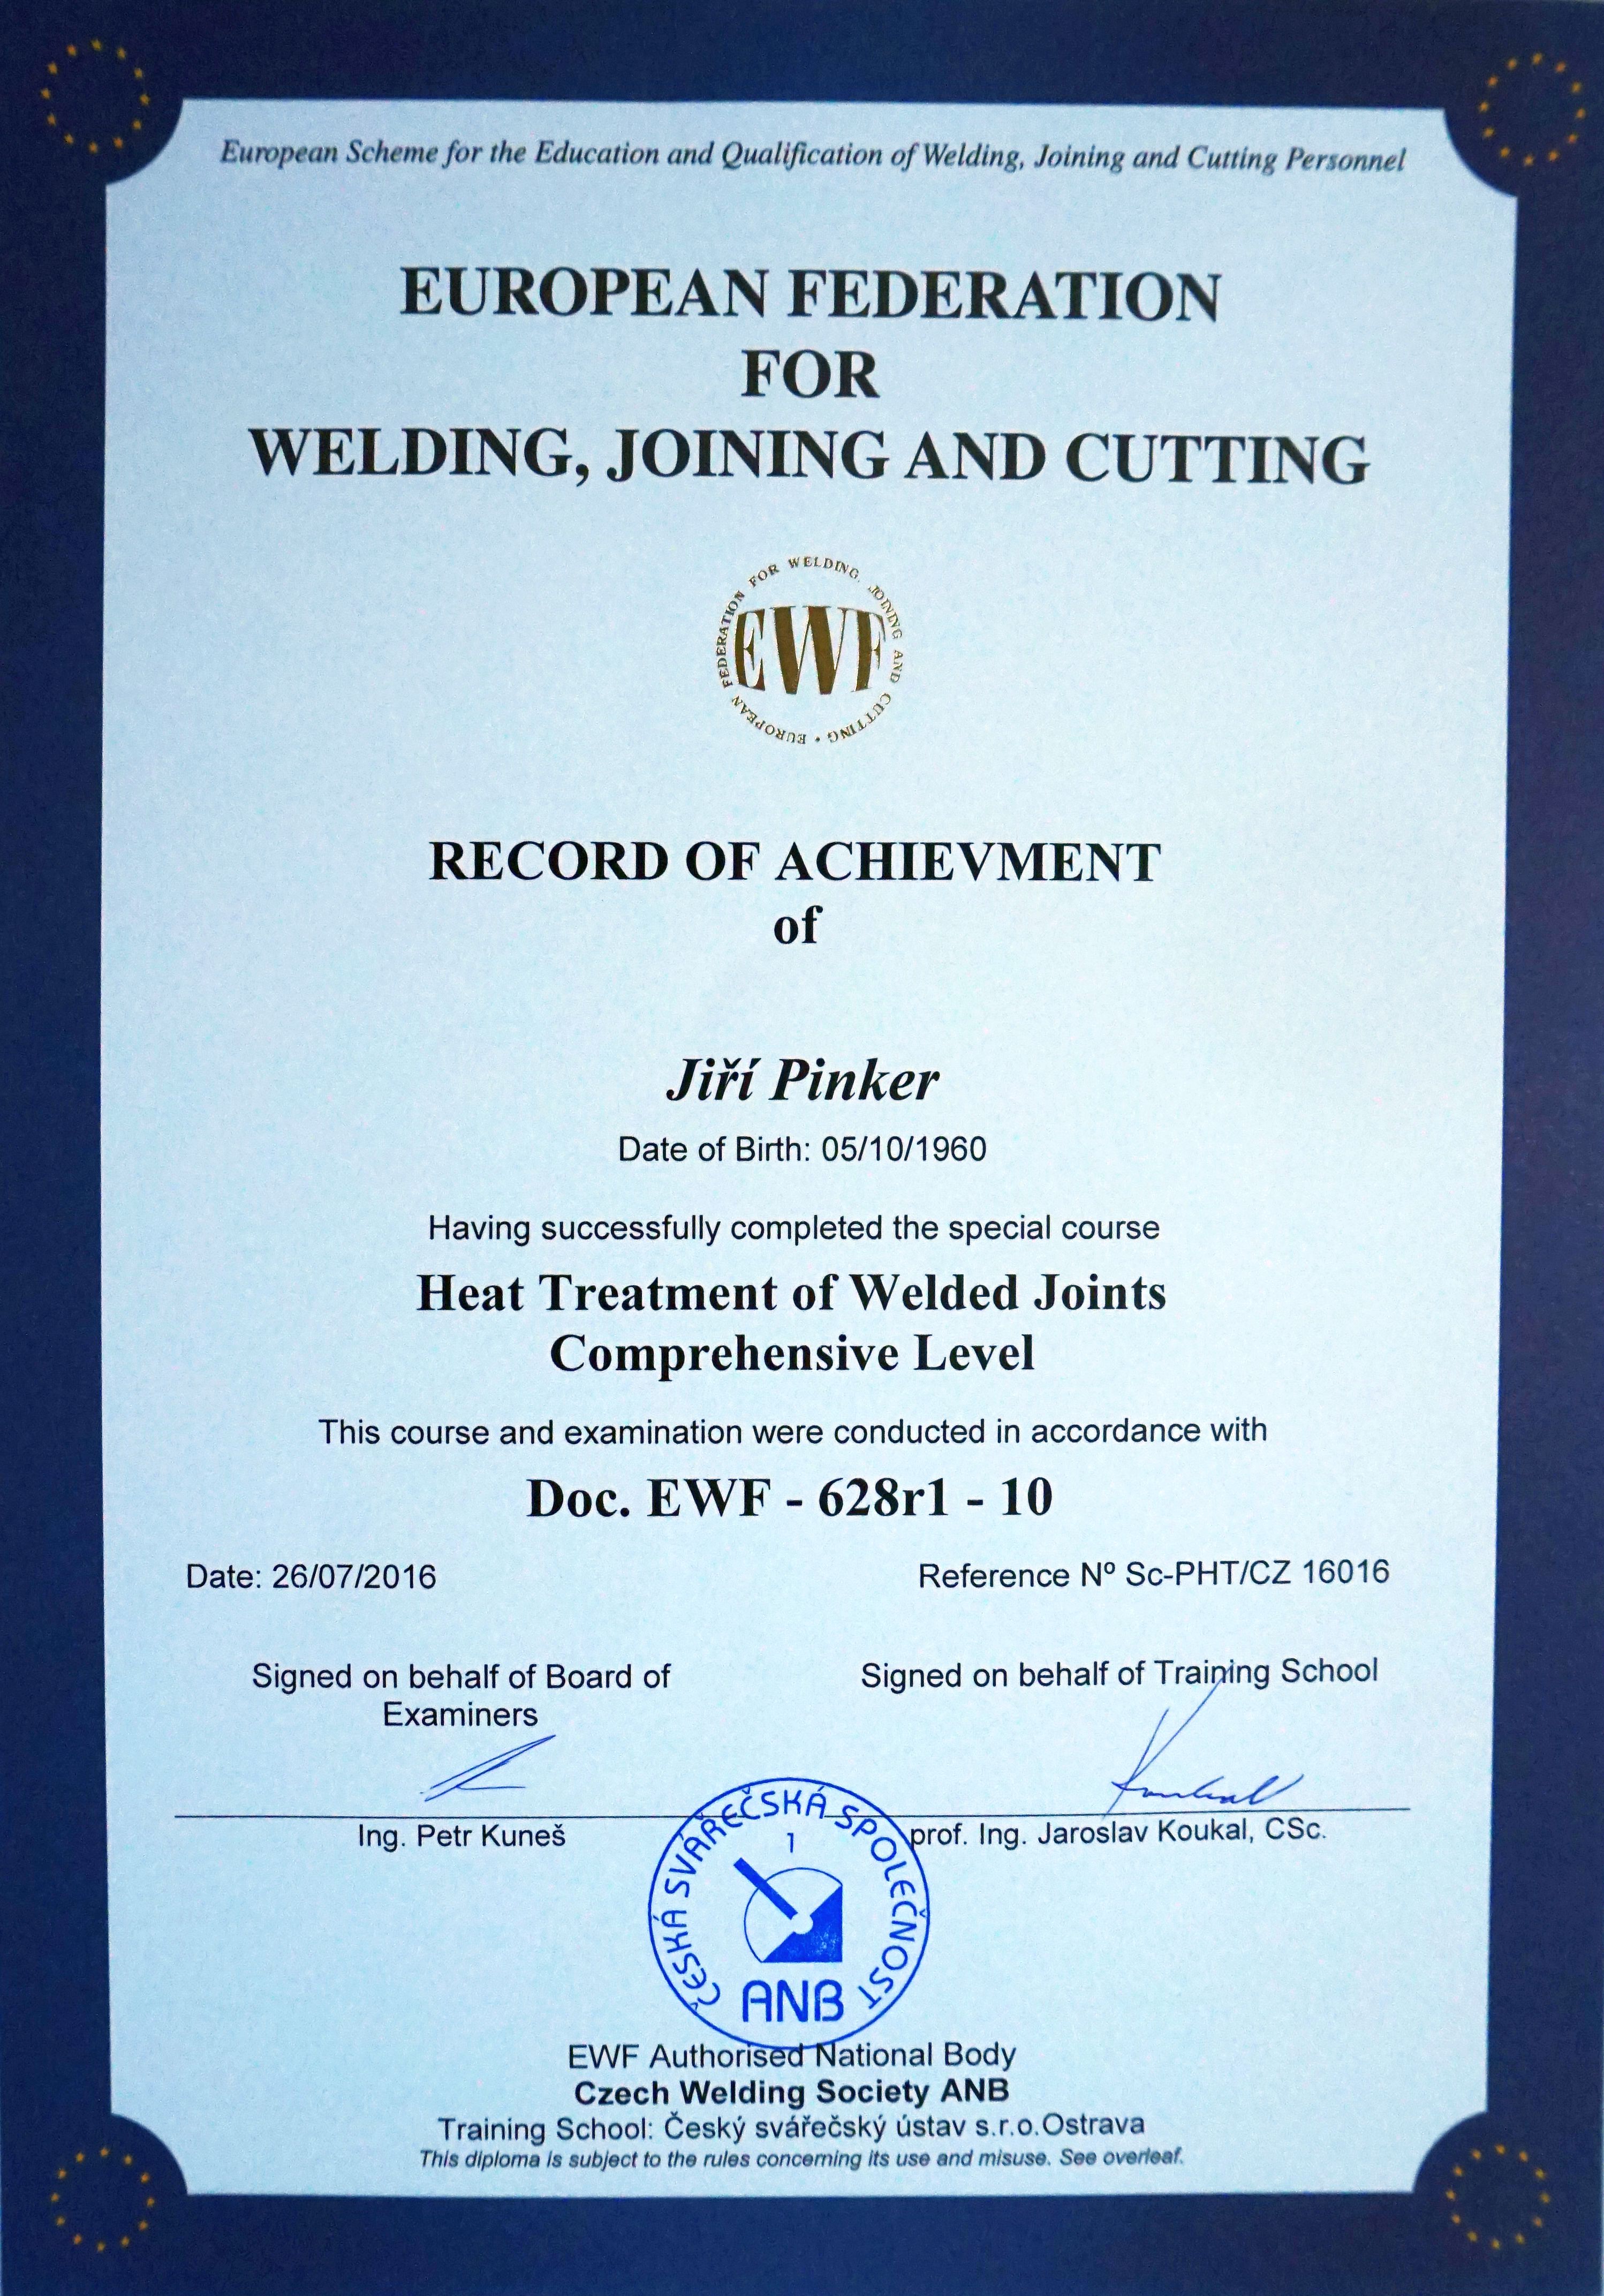 European Scheme for the Education and Qualification of Welding, Joining and Cutting Personnel
EUROPEAN FEDERATION
FOR
WELDING, JOINING AND CUTTING
EUROPEAN FEDERATION FOR WELDING, JOINING AND CUTTING •
EWF
RECORD OF ACHIEVMENT
of
Jiří Pinker
Date of Birth: 05/10/1960
Having successfully completed the special course
Heat Treatment of Welded Joints
Comprehensive Level
This course and examination were conducted in accordance with
Doc. EWF - 628r1 - 10
Date: 26/07/2016
Reference Nº Sc-PHT/CZ 16016
Signed on behalf of Board of
Examiners
Signed on behalf of Training School
Ing. Petr Kuneš
prof. Ing. Jaroslav Koukal, CSc.
ČESKÁ SVÁŘEČSKÁ SPOLEČNOST
1
ANB
EWF Authorised National Body
Czech Welding Society ANB
Training School: Český svářečský ústav s.r.o.Ostrava
This diploma is subject to the rules concerning its use and misuse. See overleaf.